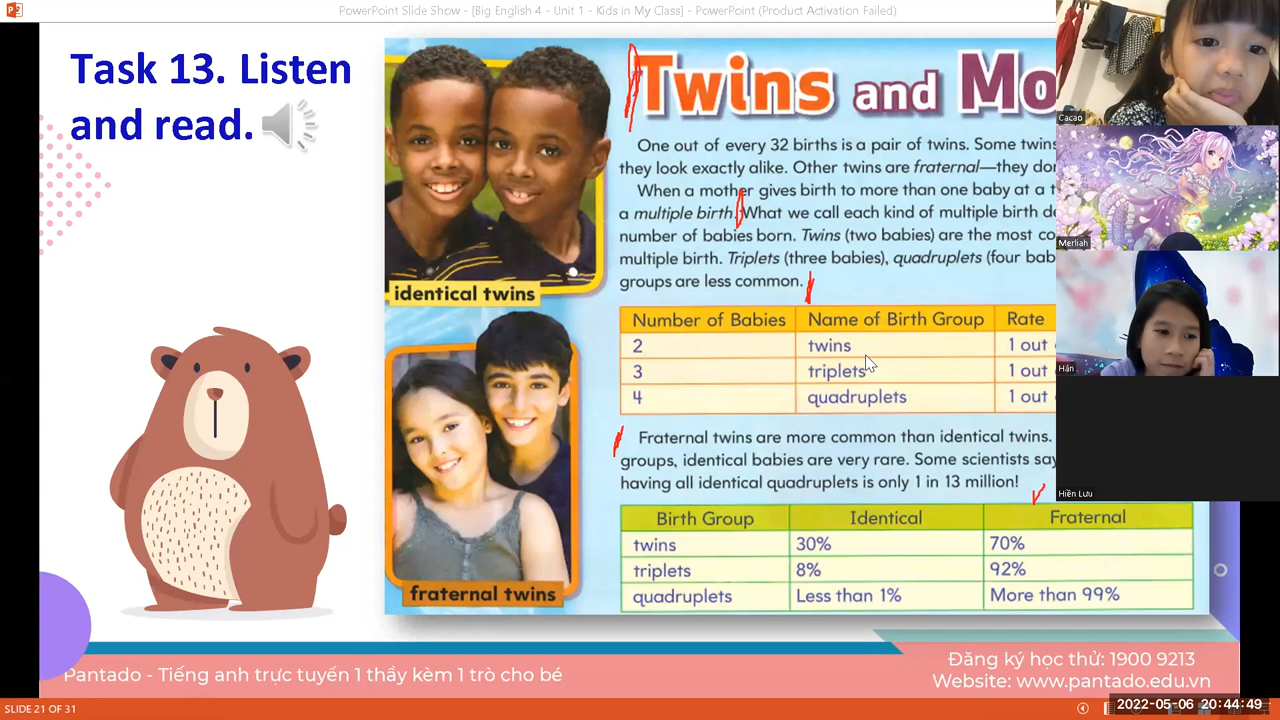 PowerPoint Slide Show - [Big English 4 - Unit 1 - Kids in My Class] - PowerPoint (Product Activation Failed)
Task 13. Listen
and read.
Twins and Mo
One out of every 32 births is a pair of twins. Some twins
they look exactly alike. Other twins are fraternal—they do
When a mother gives birth to more than one baby at a t
a multiple birth. What we call each kind of multiple birth de
number of babies born. Twins (two babies) are the most co
multiple birth. Triplets (three babies), quadruplets (four bab
groups are less common.
identical twins
Number of Babies Name of Birth Group Rate
2 twins 1 out
3 triplets 1 out
4 quadruplets 1 out
Fraternal twins are more common than identical twins.
groups, identical babies are very rare. Some scientists say
having all identical quadruplets is only 1 in 13 million!
Birth Group Identical Fraternal
twins 30% 70%
triplets 8% 92%
quadruplets Less than 1% More than 99%
fraternal twins
Cacao
Merliah
Hân
Hiền Lưu
Pantado - Tiếng anh trực tuyến 1 thầy kèm 1 trò cho bé
Đăng ký học thử: 1900 9213
Website: www.pantado.edu.vn
SLIDE 21 OF 31
2022-05-06 20:44:49